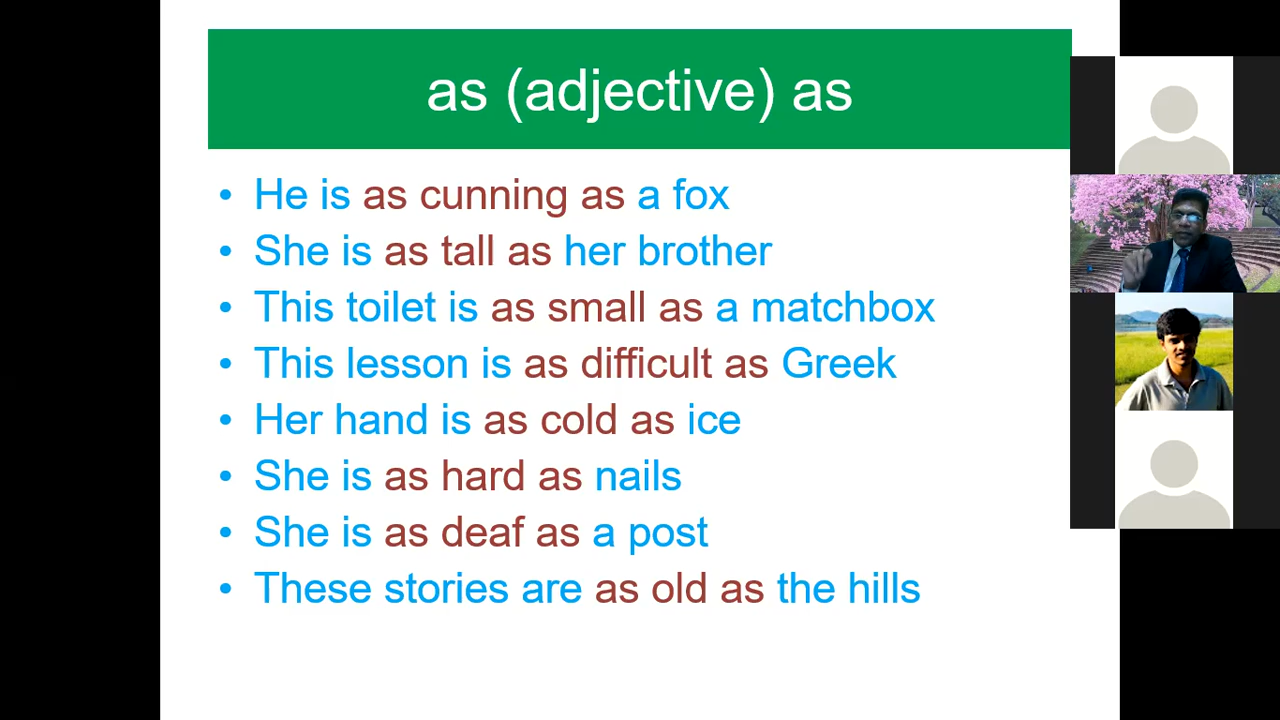 as (adjective) as
• He is as cunning as a fox
• She is as tall as her brother
• This toilet is as small as a matchbox
• This lesson is as difficult as Greek
• Her hand is as cold as ice
• She is as hard as nails
• She is as deaf as a post
• These stories are as old as the hills